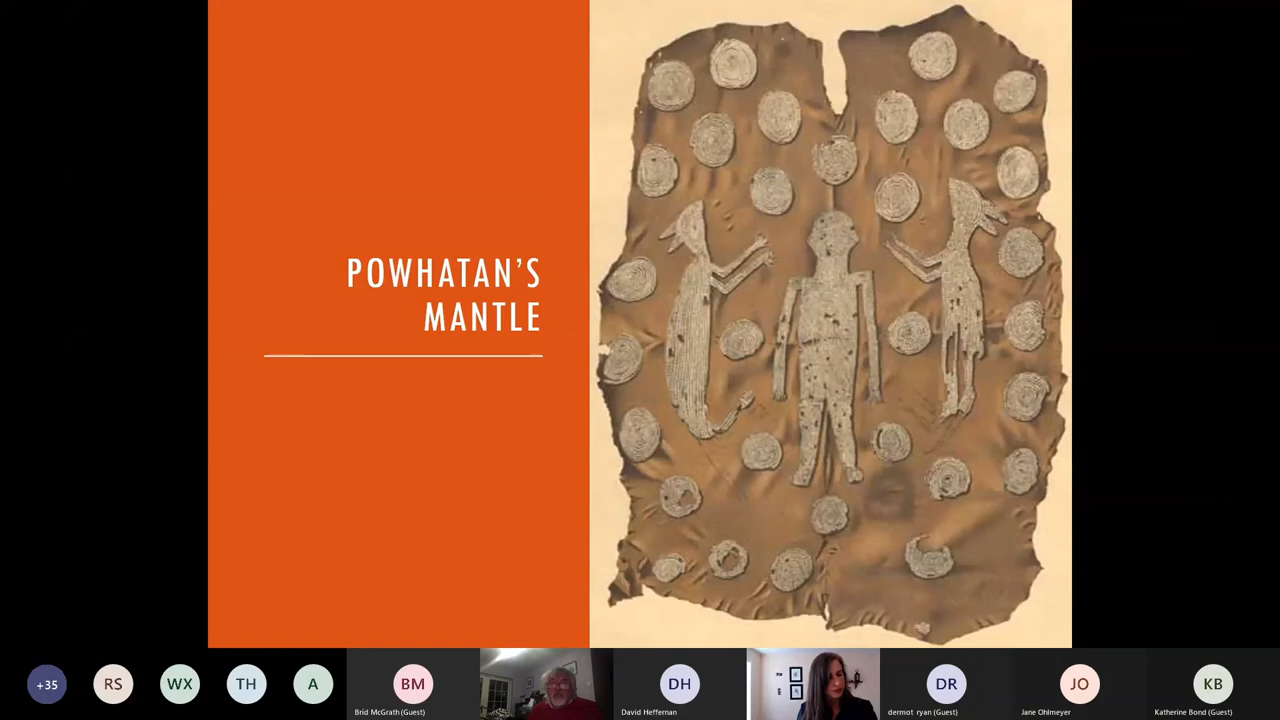 POWHATAN'S
MANTLE
+35
RS
WX
TH
A
BM
Brid McGrath (Guest)
DH
David Heffernan
DR
dermot ryan (Guest)
JO
Jane Ohlmeyer
KB
Katherine Bond (Guest)